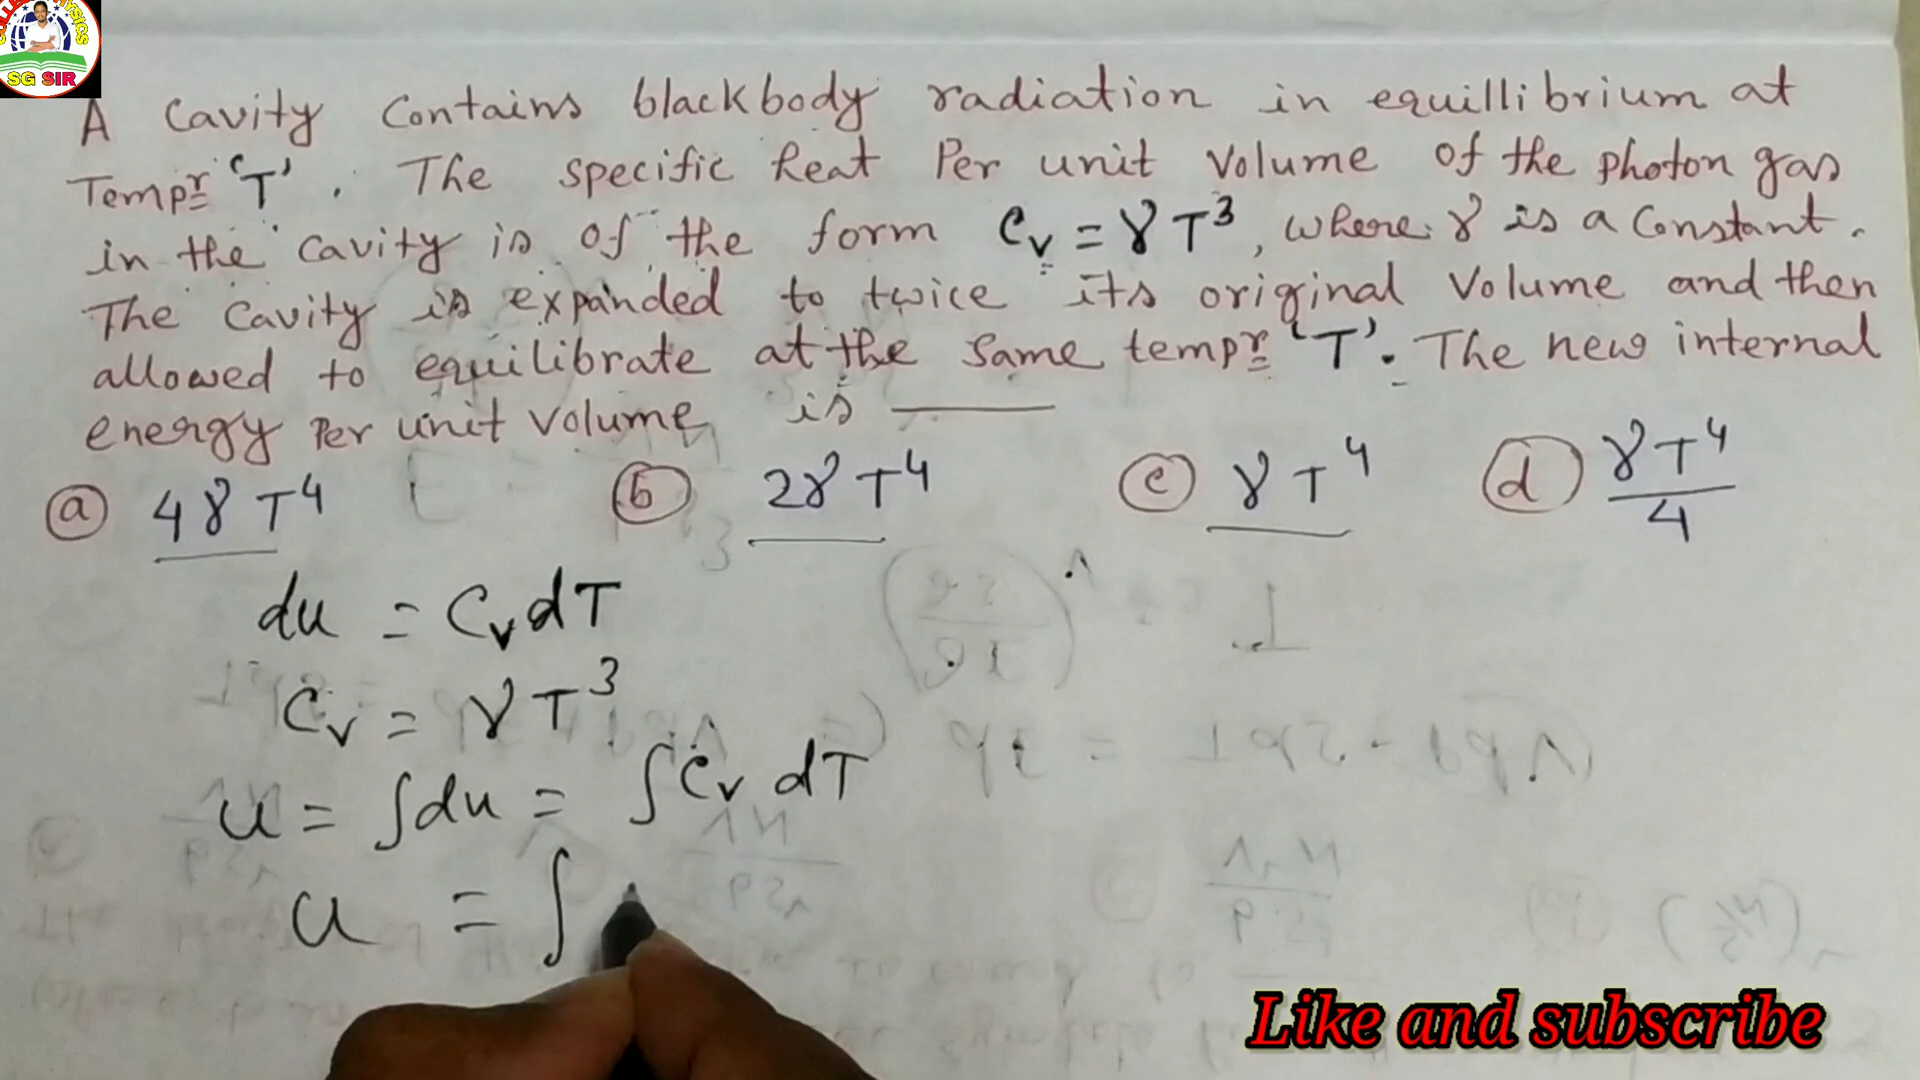 SG SIR
A Cavity Contains blackbody radiation in equillibrium at
Tempr 'T'. The specific heat Per unit Volume of the photon gas
in the cavity is of the form Cv = γT³, where γ is a Constant.
The Cavity is expanded to twice its original Volume and then
allowed to equilibrate at the same tempr 'T'. The new internal
energy Per unit volume is ______
(a) 4γT⁴ (b) 2γT⁴ (c) γT⁴ (d) γT⁴/4
du = CvdT
Cv = γT³
u = ∫du = ∫Cv dT
u = ∫
Like and subscribe